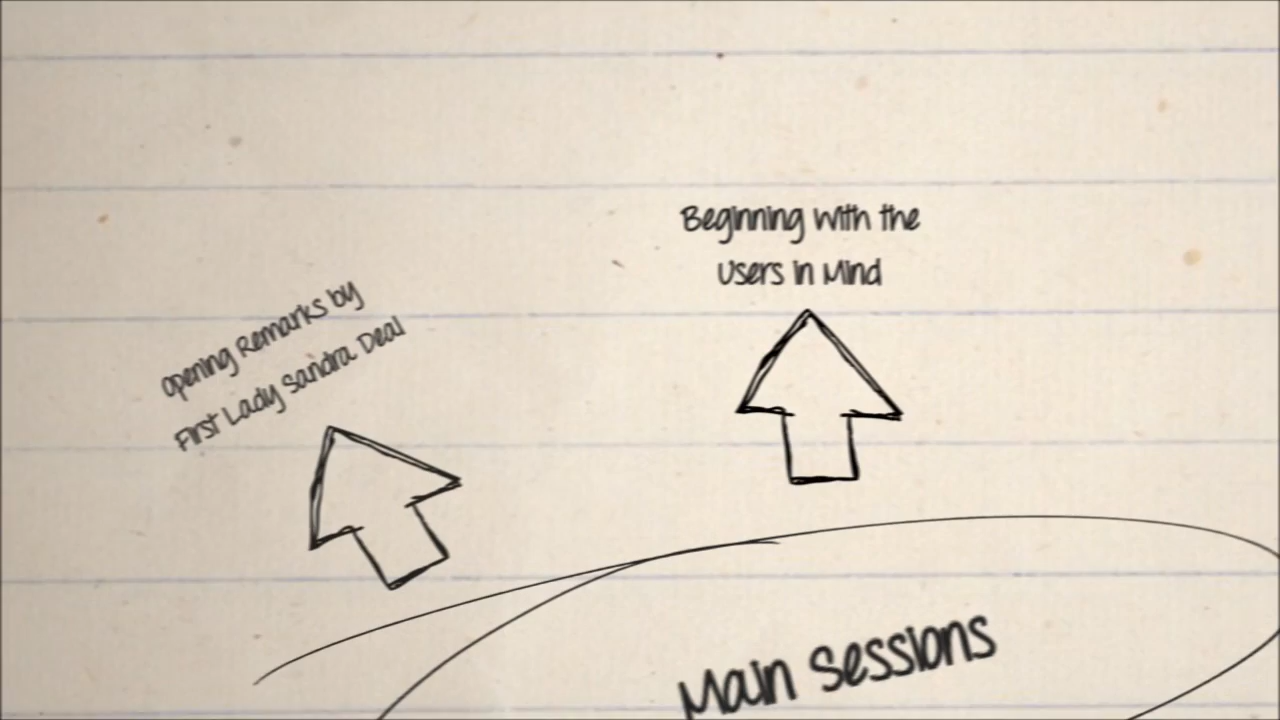 Beginning with the
Users in Mind
Opening Remarks by
First Lady Sandra Deal
Main Sessions